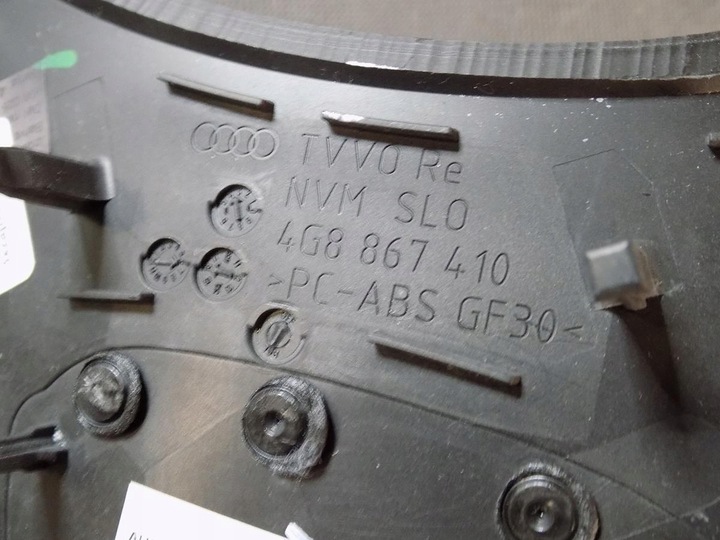 TVVO Re
NVM SLO
4G8 867 410
>PC-ABS GF30<